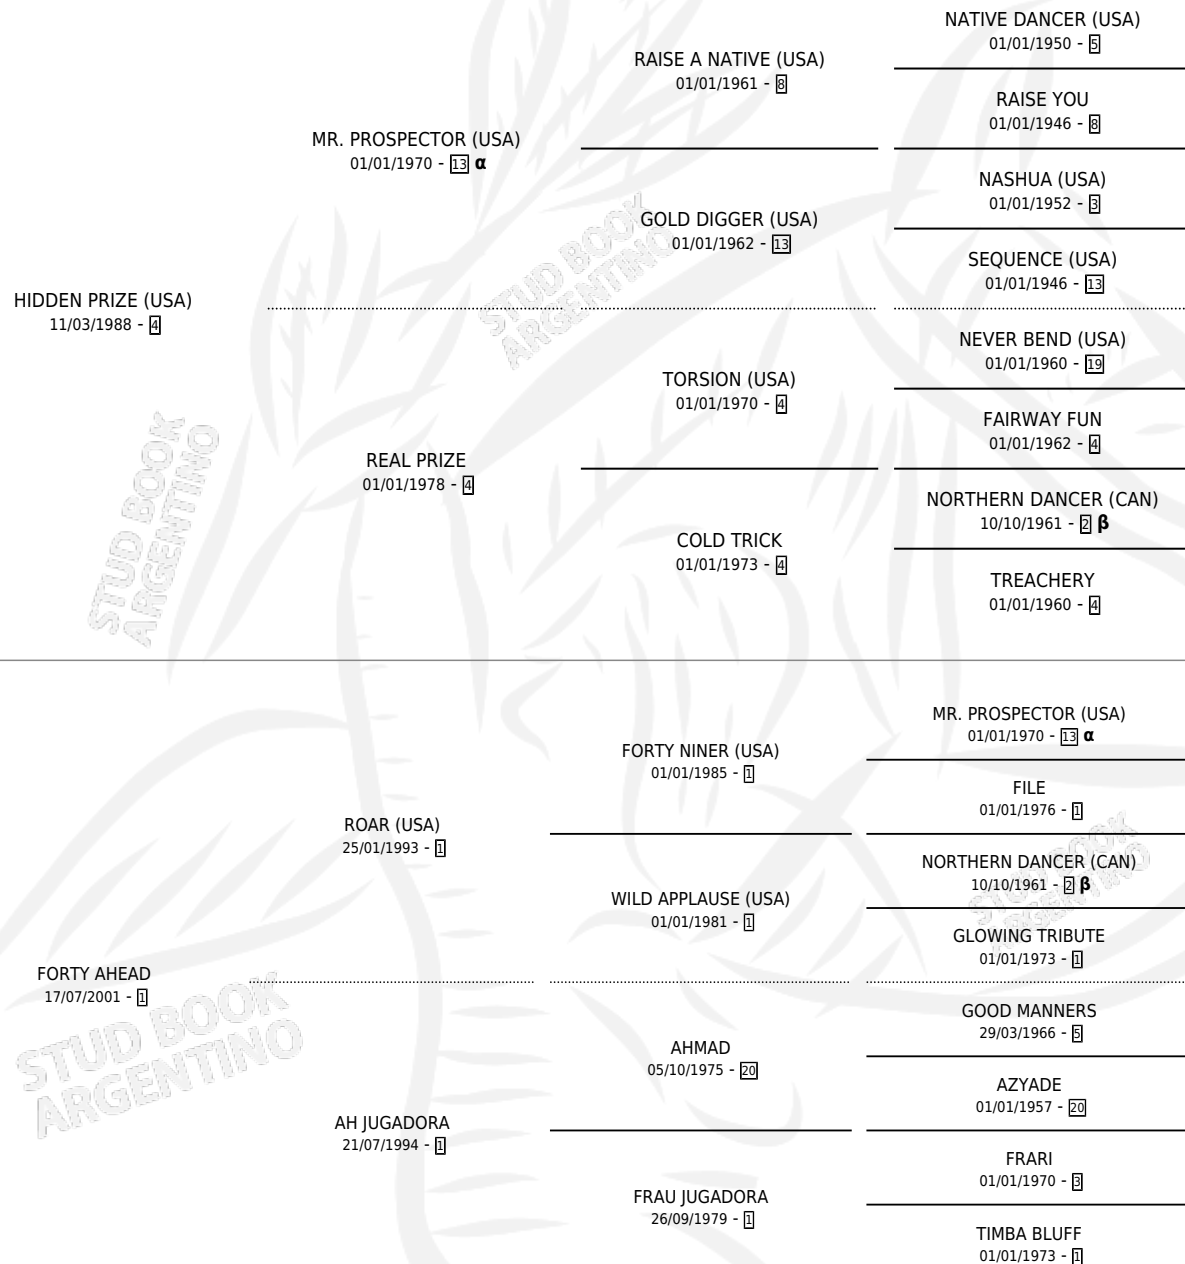 NATIVE DANCER (USA)
01/01/1950 - 5
RAISE A NATIVE (USA)
01/01/1961 - 8
RAISE YOU
01/01/1946 - 8
MR. PROSPECTOR (USA)
01/01/1970 - 13 α
NASHUA (USA)
01/01/1952 - 3
GOLD DIGGER (USA)
01/01/1962 - 13
SEQUENCE (USA)
01/01/1946 - 13
HIDDEN PRIZE (USA)
11/03/1988 - 4
NEVER BEND (USA)
01/01/1960 - 19
TORSION (USA)
01/01/1970 - 4
FAIRWAY FUN
01/01/1962 - 4
REAL PRIZE
01/01/1978 - 4
NORTHERN DANCER (CAN)
10/10/1961 - 2 β
COLD TRICK
01/01/1973 - 4
TREACHERY
01/01/1960 - 4
MR. PROSPECTOR (USA)
01/01/1970 - 13 α
FORTY NINER (USA)
01/01/1985 - 1
FILE
01/01/1976 - 1
ROAR (USA)
25/01/1993 - 1
NORTHERN DANCER (CAN)
10/10/1961 - 2 β
WILD APPLAUSE (USA)
01/01/1981 - 1
GLOWING TRIBUTE
01/01/1973 - 1
FORTY AHEAD
17/07/2001 - 1
GOOD MANNERS
29/03/1966 - 5
AHMAD
05/10/1975 - 20
AZYADE
01/01/1957 - 20
AH JUGADORA
21/07/1994 - 1
FRARI
01/01/1970 - 3
FRAU JUGADORA
26/09/1979 - 1
TIMBA BLUFF
01/01/1973 - 1
STUD BOOK
ARGENTINO
STUD BOOK
ARGENTINO
STUD BOOK
ARGENTINO
STUD BOOK
ARGENTINO